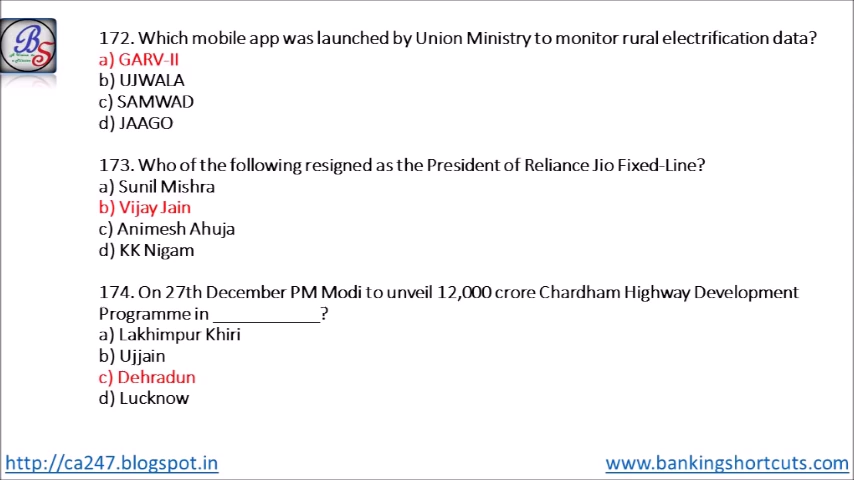 BS
172. Which mobile app was launched by Union Ministry to monitor rural electrification data?
a) GARV-II
b) UJWALA
c) SAMWAD
d) JAAGO
173. Who of the following resigned as the President of Reliance Jio Fixed-Line?
a) Sunil Mishra
b) Vijay Jain
c) Animesh Ahuja
d) KK Nigam
174. On 27th December PM Modi to unveil 12,000 crore Chardham Highway Development
Programme in ____________?
a) Lakhimpur Khiri
b) Ujjain
c) Dehradun
d) Lucknow
http://ca247.blogspot.in
www.bankingshortcuts.com